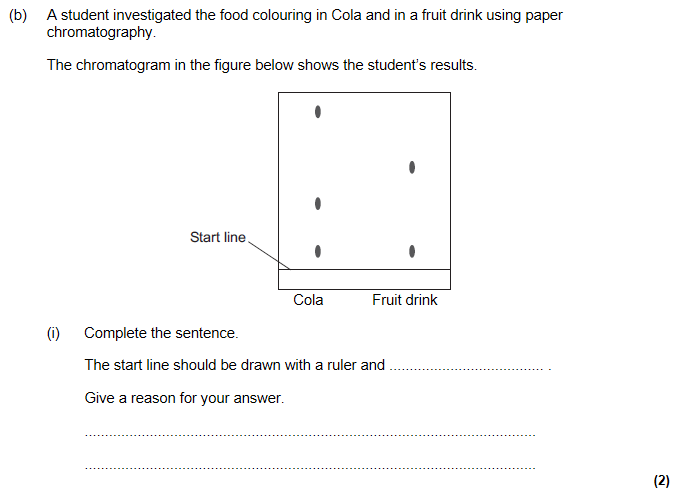 (b) A student investigated the food colouring in Cola and in a fruit drink using paper
chromatography.
The chromatogram in the figure below shows the student's results.
Start line
Cola Fruit drink
(i) Complete the sentence.
The start line should be drawn with a ruler and ...................................... .
Give a reason for your answer.
................................................................................................................
................................................................................................................
(2)